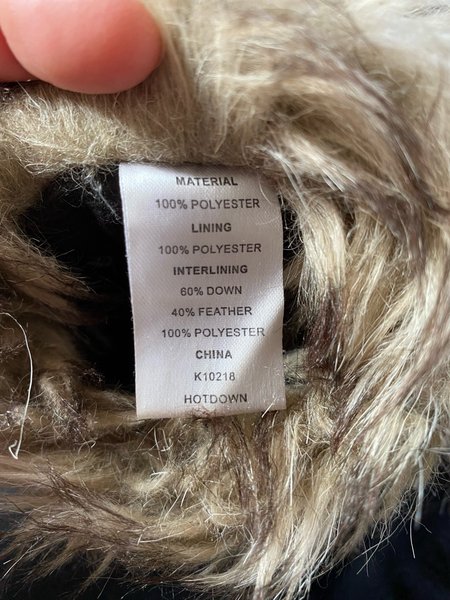 MATERIAL
100% POLYESTER
LINING
100% POLYESTER
INTERLINING
60% DOWN
40% FEATHER
100% POLYESTER
CHINA
K10218
HOTDOWN